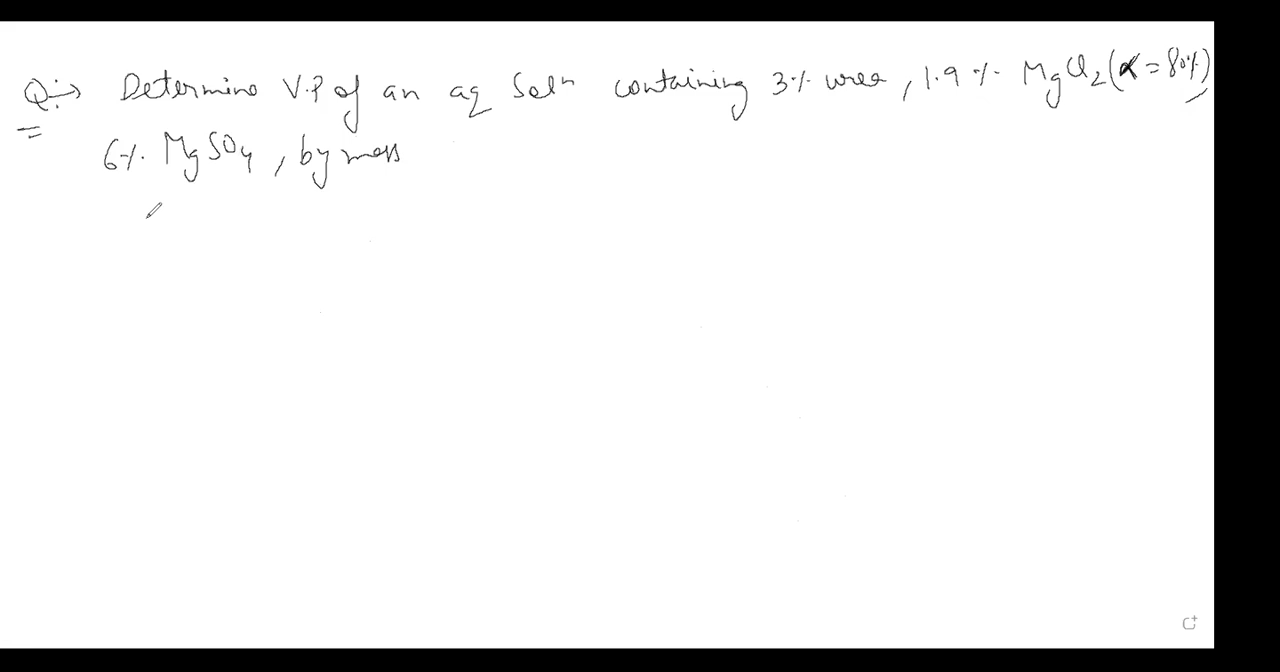 Q:→ Determine V.P of an aq Solⁿ containing 3% urea, 1.9% MgCl₂ (α = 80%)
6% MgSO₄, by mass